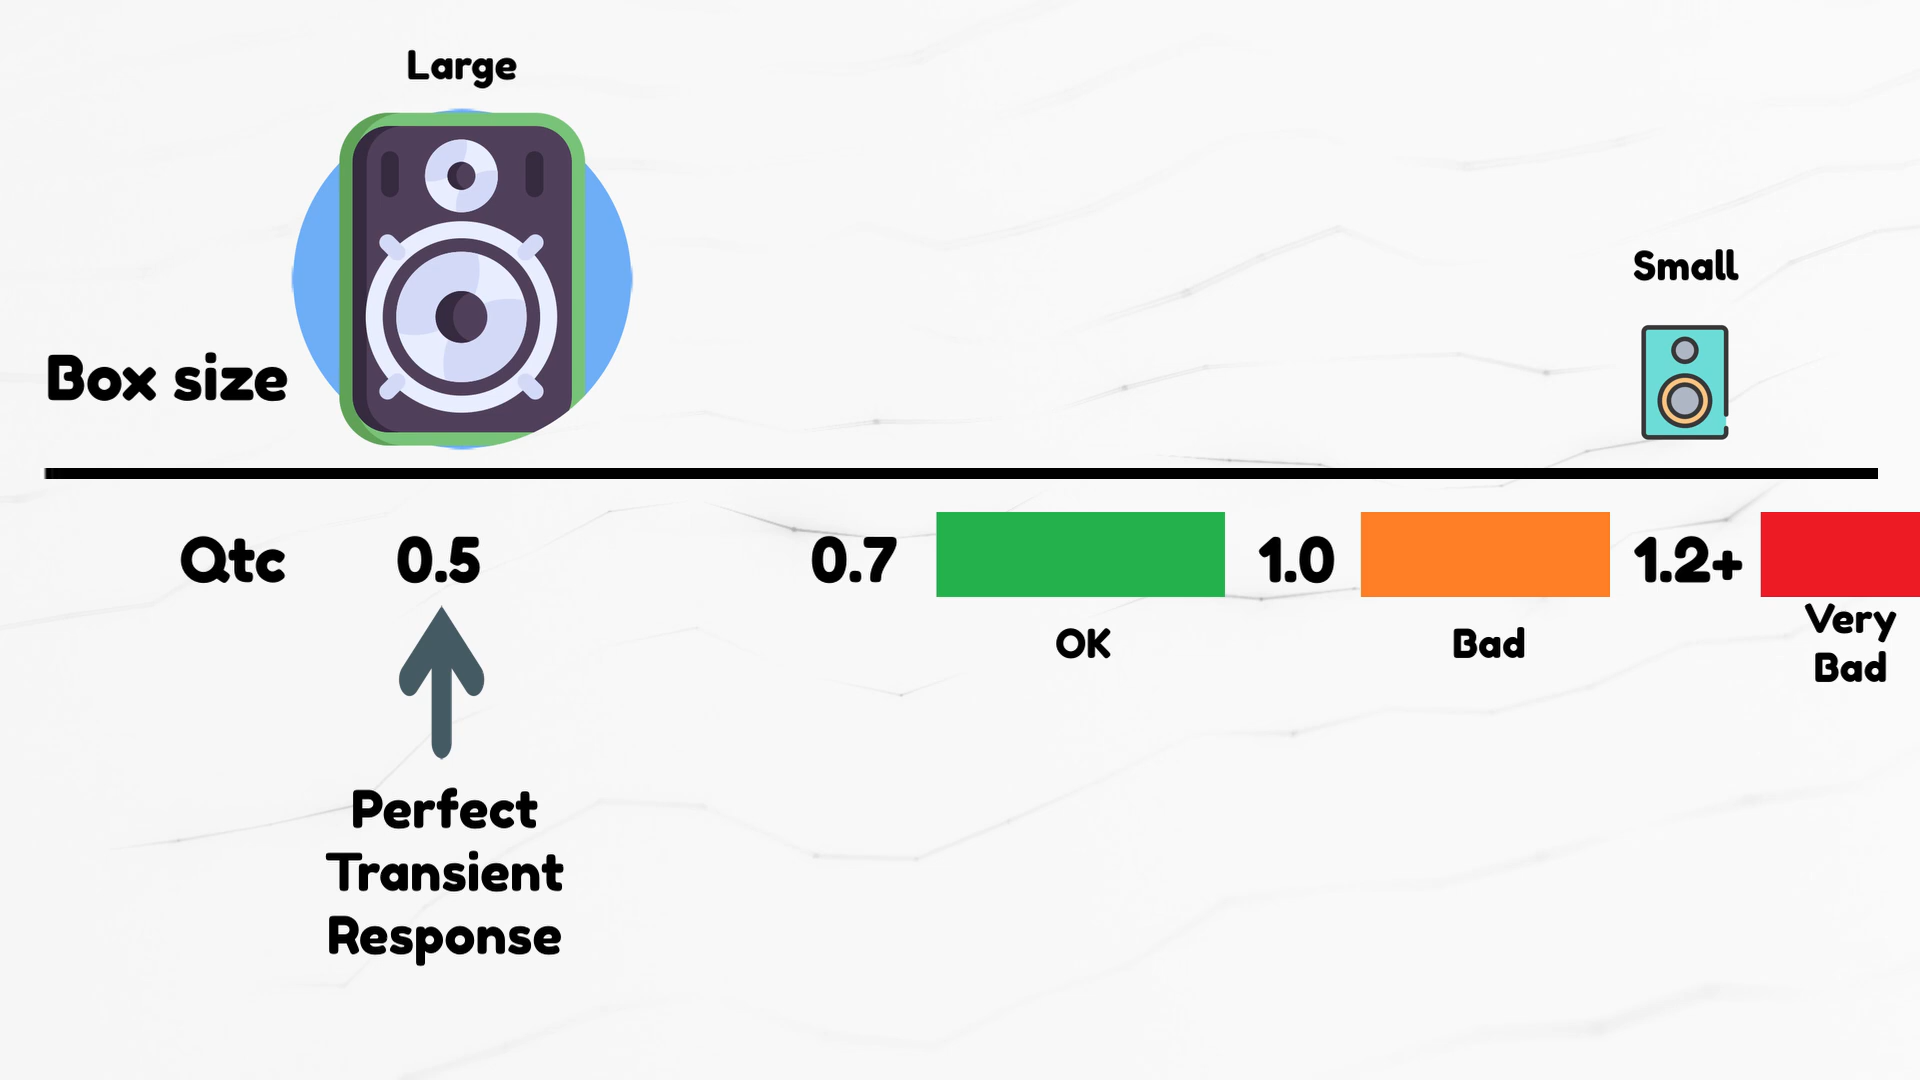 Large
Small
Box size
Qtc 0.5 0.7 1.0 1.2+
OK
Bad
Very
Bad
Perfect
Transient
Response